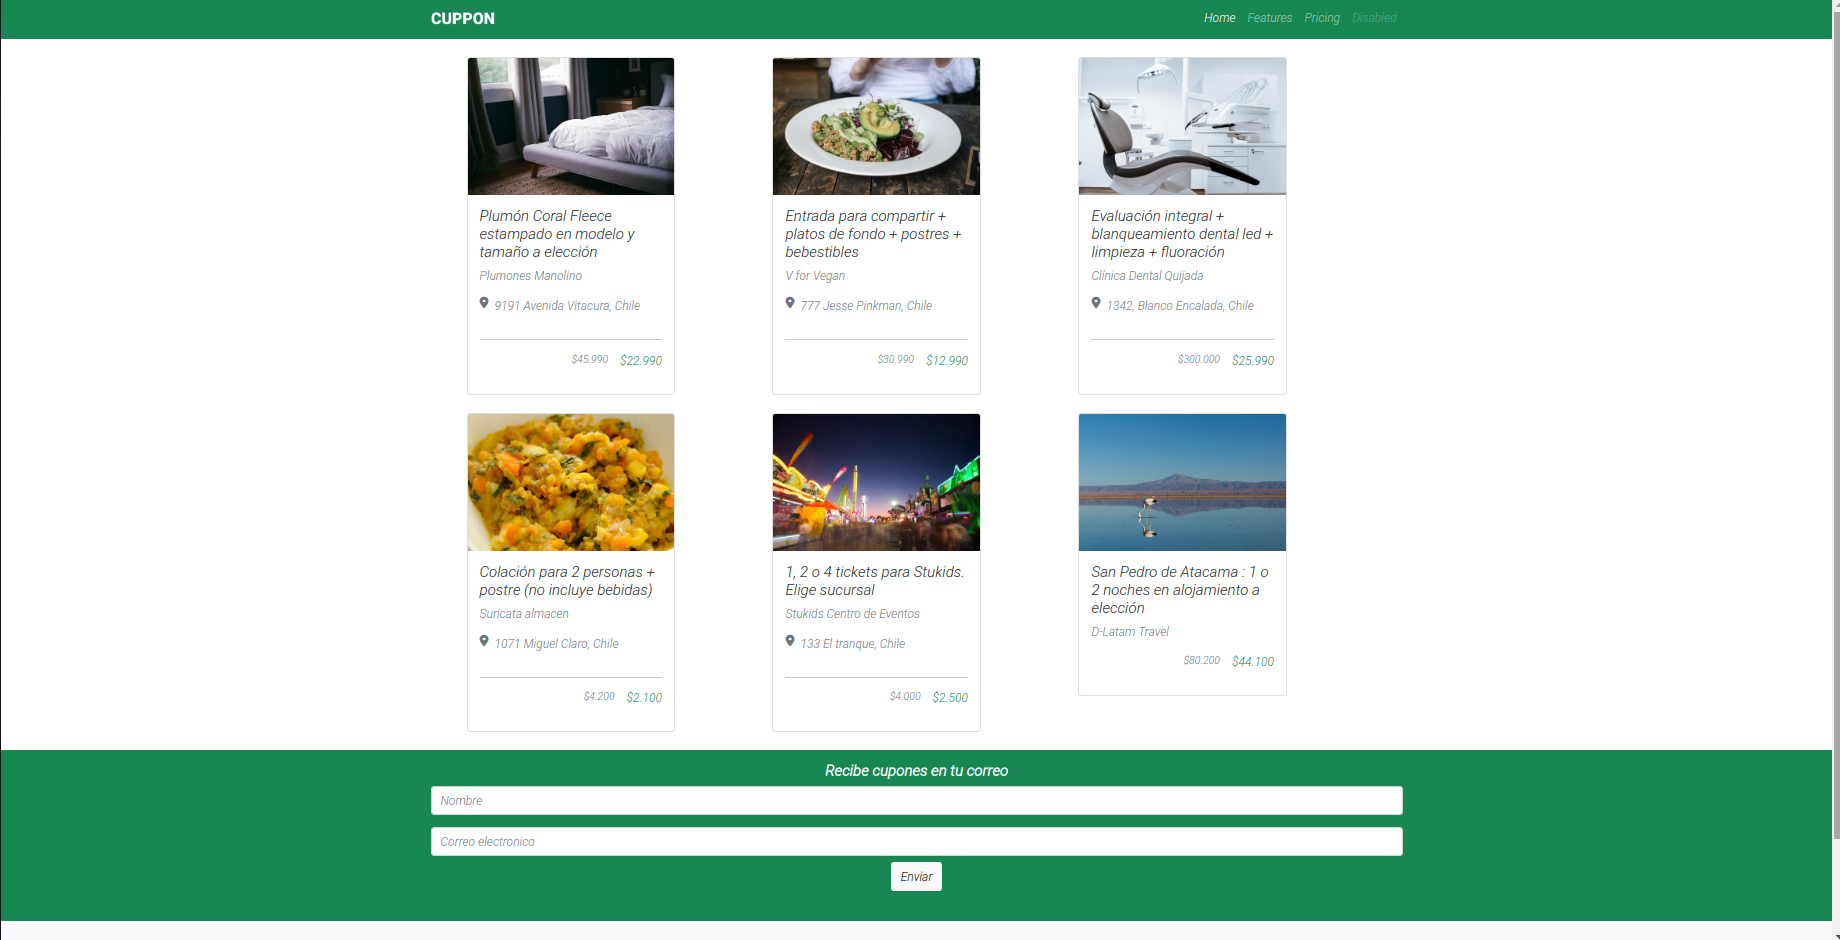 CUPPON
Home Features Pricing Disabled
Plumón Coral Fleece
estampado en modelo y
tamaño a elección
Plumones Manolino
9191 Avenida Vitacura, Chile
$45.990 $22.990
Entrada para compartir +
platos de fondo + postres +
bebestibles
V for Vegan
777 Jesse Pinkman, Chile
$30.990 $12.990
Evaluación integral +
blanqueamiento dental led +
limpieza + fluoración
Clínica Dental Quijada
1342, Blanco Encalada, Chile
$300.000 $25.990
Colación para 2 personas +
postre (no incluye bebidas)
Suricata almacen
1071 Miguel Claro, Chile
$4.200 $2.100
1, 2 o 4 tickets para Stukids.
Elige sucursal
Stukids Centro de Eventos
133 El tranque, Chile
$4.000 $2.500
San Pedro de Atacama : 1 o
2 noches en alojamiento a
elección
D-Latam Travel
$80.200 $44.100
Recibe cupones en tu correo
Nombre
Correo electronico
Enviar